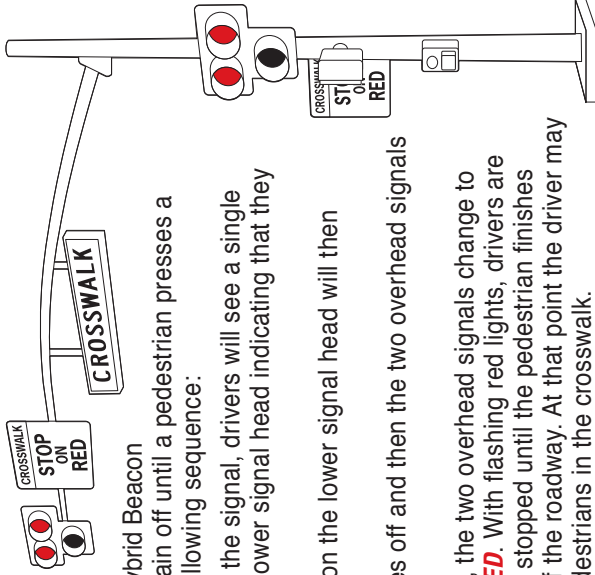 CROSSWALK
STOP
ON
RED
CROSSWALK
ybrid Beacon
ain off until a pedestrian presses a
llowing sequence:
the signal, drivers will see a single
ower signal head indicating that they
on the lower signal head will then
es off and then the two overhead signals
, the two overhead signals change to
ED. With flashing red lights, drivers are
stopped until the pedestrian finishes
f the roadway. At that point the driver may
destrians in the crosswalk.
RED